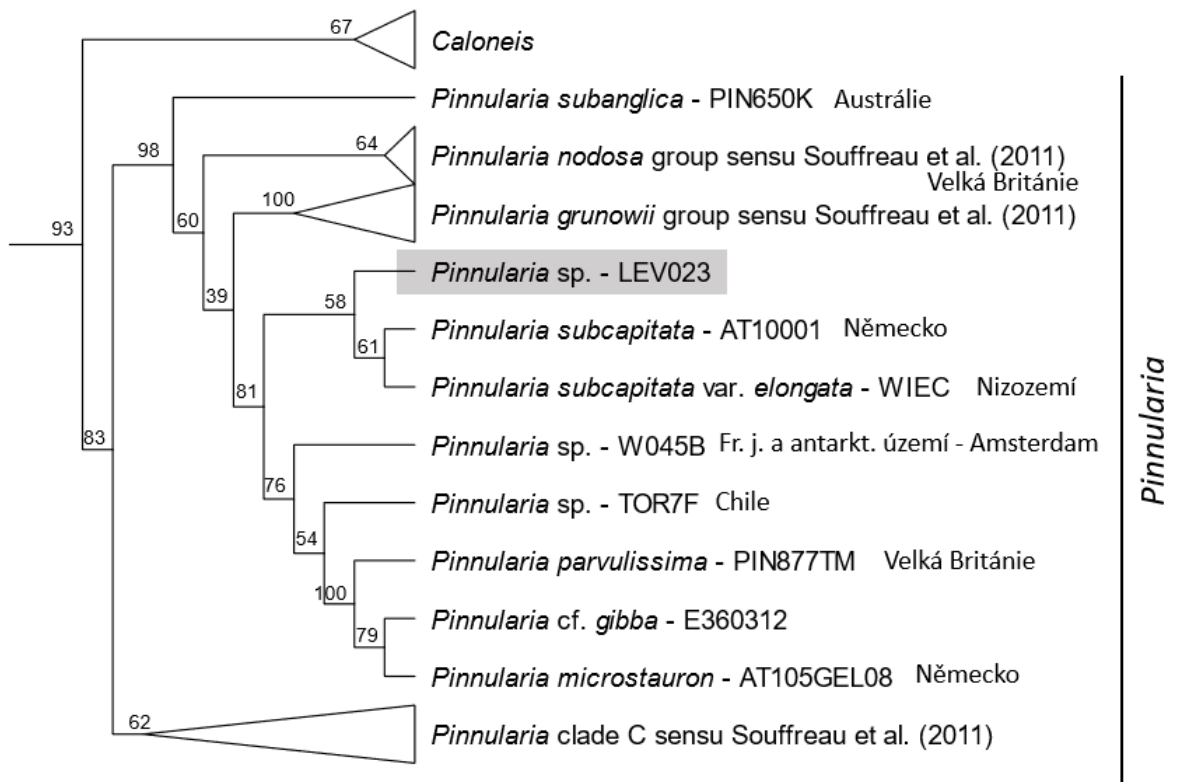 67 Caloneis
Pinnularia subanglica - PIN650K Austrálie
98
64 Pinnularia nodosa group sensu Souffreau et al. (2011)
Velká Británie
100 Pinnularia grunowii group sensu Souffreau et al. (2011)
60
93
Pinnularia sp. - LEV023
39
58
Pinnularia subcapitata - AT10001 Německo
61
Pinnularia subcapitata var. elongata - WIEC Nizozemí
81
83
Pinnularia sp. - W045B Fr. j. a antarkt. území - Amsterdam
76
Pinnularia sp. - TOR7F Chile
54
Pinnularia parvulissima - PIN877TM Velká Británie
100
Pinnularia cf. gibba - E360312
79
Pinnularia microstauron - AT105GEL08 Německo
62 Pinnularia clade C sensu Souffreau et al. (2011)
Pinnularia